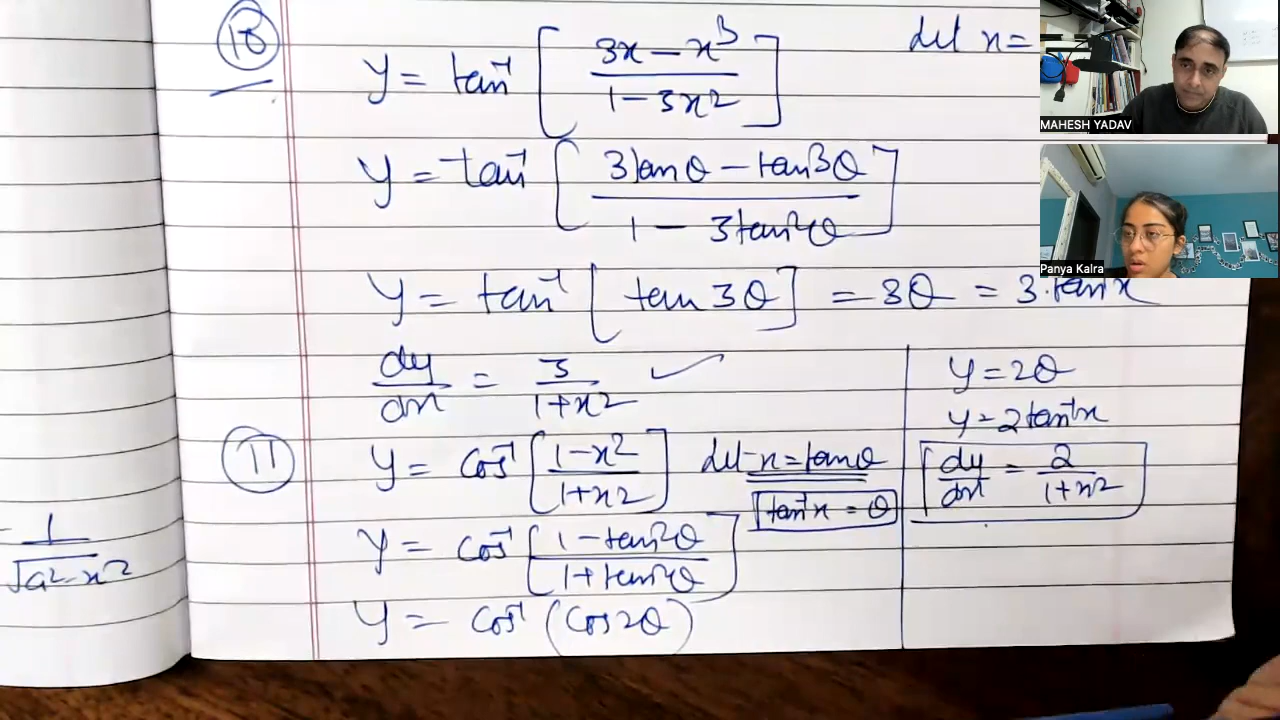 (18) y = tan⁻¹ [ (3x − x³) / (1 − 3x²) ] let x =
MAHESH YADAV
y = tan⁻¹ [ (3tanθ − tan³θ) / (1 − 3tan²θ) ]
Panya Kalra
y = tan⁻¹ [ tan 3θ ] = 3θ = 3·tan⁻¹x
dy/dx = 3 / (1+x²) ✓
(11) y = cos⁻¹ [ (1−x²) / (1+x²) ] let x = tanθ
tan⁻¹x = θ
y = cos⁻¹ [ (1−tan²θ) / (1+tan²θ) ]
y = cos⁻¹ (cos2θ)
y = 2θ
y = 2tan⁻¹x
dy/dx = 2 / (1+x²)
1 / √a²−x²